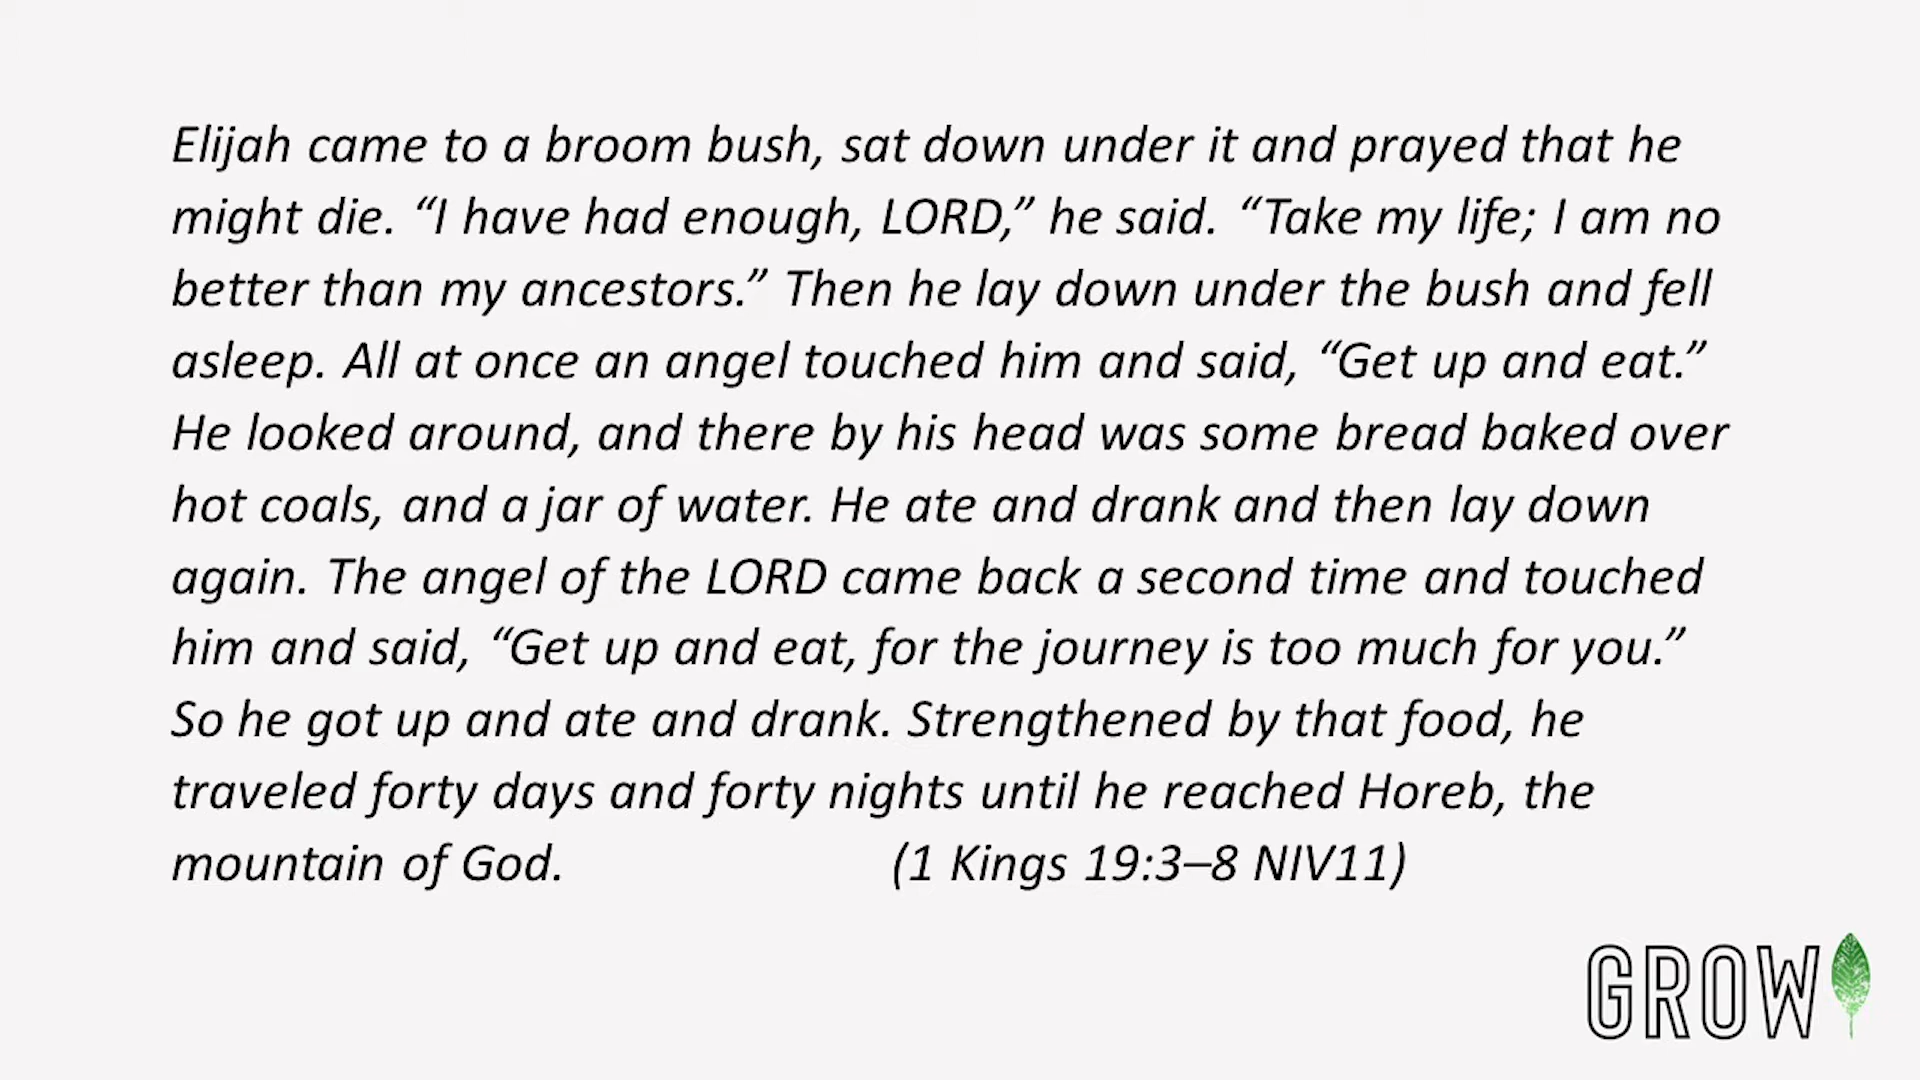 Elijah came to a broom bush, sat down under it and prayed that he
might die. “I have had enough, LORD,” he said. “Take my life; I am no
better than my ancestors.” Then he lay down under the bush and fell
asleep. All at once an angel touched him and said, “Get up and eat.”
He looked around, and there by his head was some bread baked over
hot coals, and a jar of water. He ate and drank and then lay down
again. The angel of the LORD came back a second time and touched
him and said, “Get up and eat, for the journey is too much for you.”
So he got up and ate and drank. Strengthened by that food, he
traveled forty days and forty nights until he reached Horeb, the
mountain of God. (1 Kings 19:3–8 NIV11)
GROW